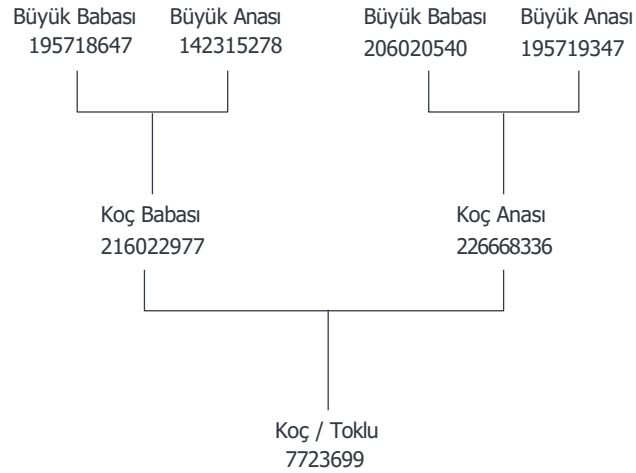 Büyük Babası Büyük Anası Büyük Babası Büyük Anası
195718647 142315278 206020540 195719347
Koç Babası Koç Anası
216022977 226668336
Koç / Toklu
7723699